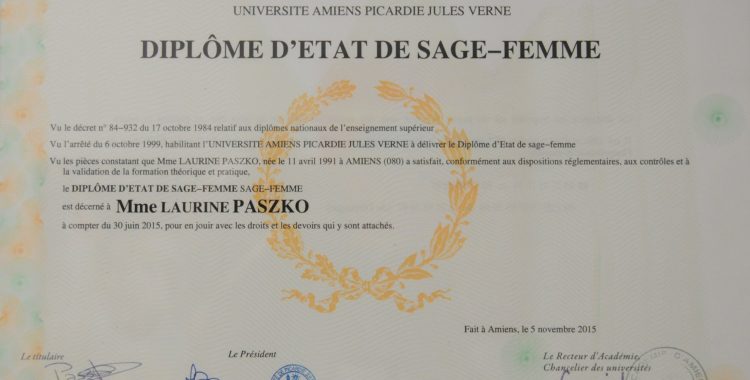 UNIVERSITE AMIENS PICARDIE JULES VERNE
DIPLÔME D'ETAT DE SAGE–FEMME
Vu le décret n° 84–932 du 17 octobre 1984 relatif aux diplômes nationaux de l'enseignement supérieur
Vu l'arrêté du 6 octobre 1999, habilitant l'UNIVERSITE AMIENS PICARDIE JULES VERNE à délivrer le Diplôme d'Etat de sage–femme
Vu les pièces constatant que Mme LAURINE PASZKO, née le 11 avril 1991 à AMIENS (080) a satisfait, conformément aux dispositions réglementaires, aux contrôles et à
la validation de la formation théorique et pratique,
le DIPLÔME D'ETAT DE SAGE–FEMME SAGE–FEMME
est décerné à Mme LAURINE PASZKO
à compter du 30 juin 2015, pour en jouir avec les droits et les devoirs qui y sont attachés.
Fait à Amiens, le 5 novembre 2015
Le titulaire
Le Président
Le Recteur d'Académie,
Chancelier des universités